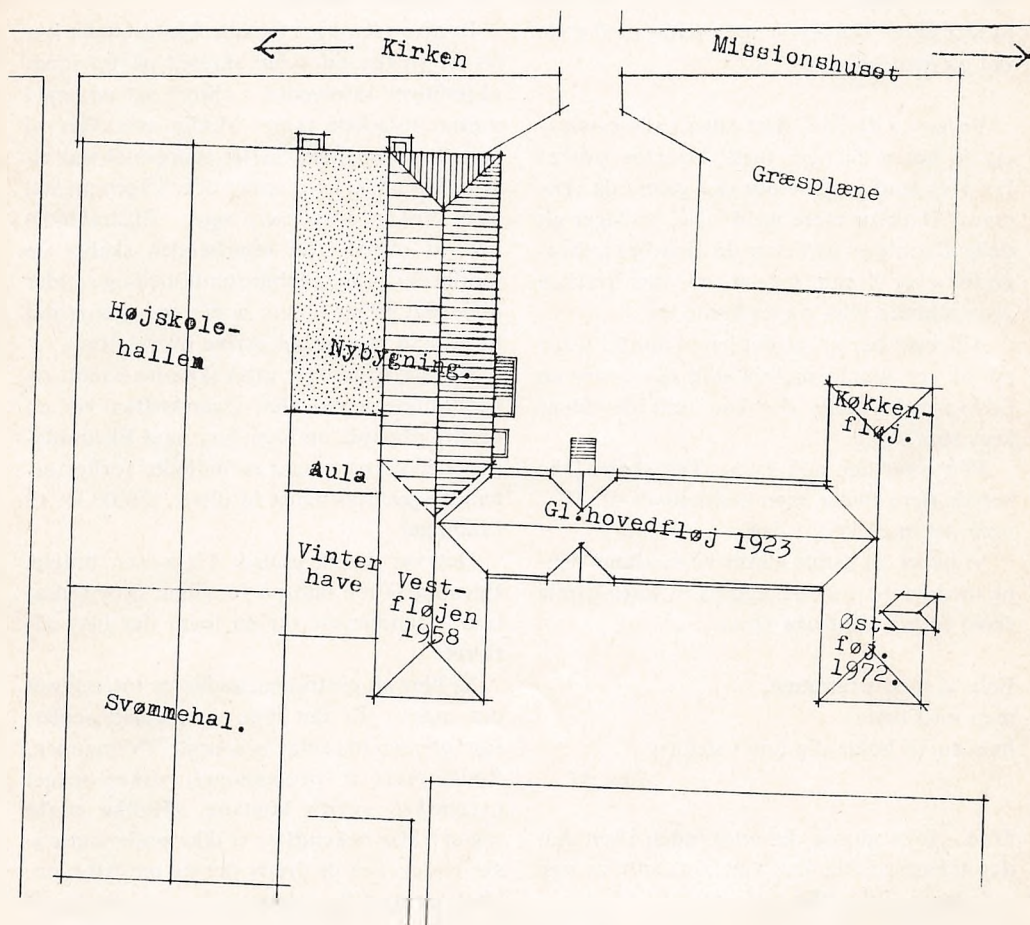 Kirken
Missionshuset
Græsplæne
Højskole-
hallen
Nybygning.
Køkken-
fløj.
Aula
Gl.hovedfløj 1923
Vinter
have
Vest-
fløjen
1958
Øst-
føj.
1972.
Svømmehal.